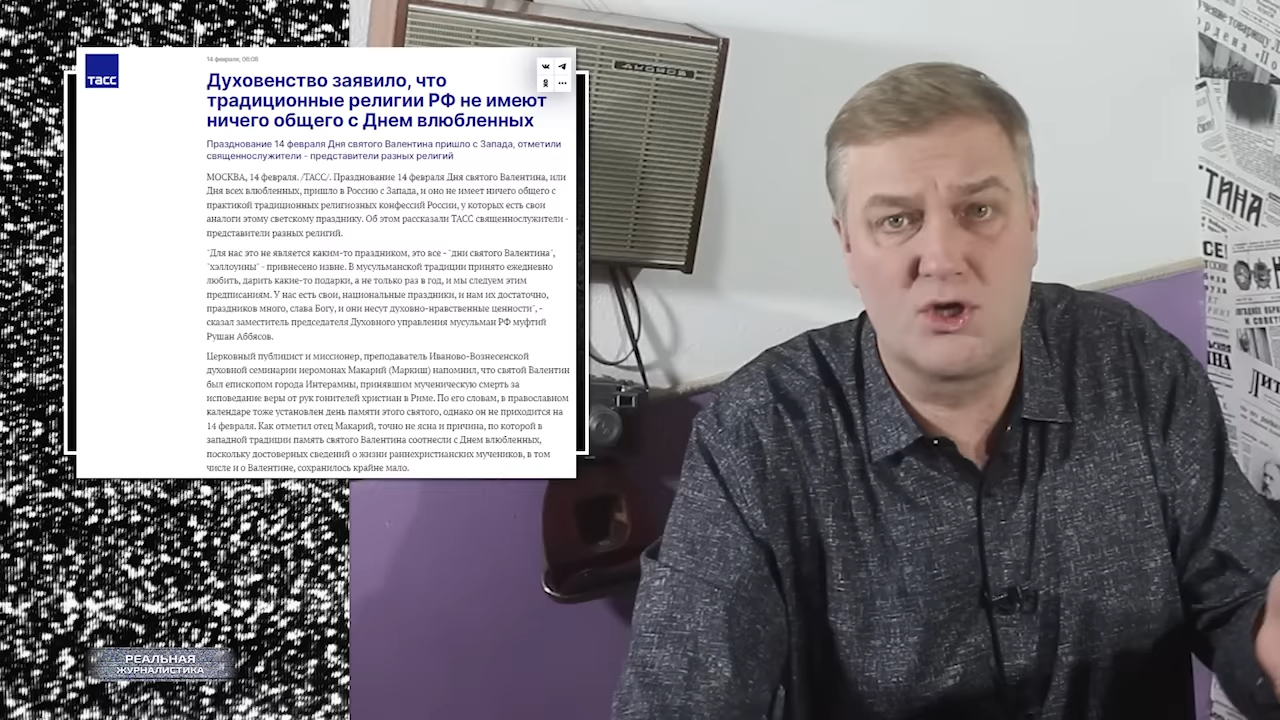 ТАСС
14 февраля, 06:08
Духовенство заявило, что
традиционные религии РФ не имеют
ничего общего с Днем влюбленных
Празднование 14 февраля Дня святого Валентина пришло с Запада, отметили
священнослужители - представители разных религий
МОСКВА, 14 февраля. /ТАСС/. Празднование 14 февраля Дня святого Валентина, или
Дня всех влюбленных, пришло в Россию с Запада, и оно не имеет ничего общего с
практикой традиционных религиозных конфессий России, у которых есть свои
аналоги этому светскому празднику. Об этом рассказали ТАСС священнослужители -
представители разных религий.
"Для нас это не является каким-то праздником, это все - "дни святого Валентина",
"хэллоуины" - привнесено извне. В мусульманской традиции принято ежедневно
любить, дарить какие-то подарки, а не только раз в год, и мы следуем этим
предписаниям. У нас есть свои, национальные праздники, и нам их достаточно,
праздников много, слава Богу, и они несут духовно-нравственные ценности", -
сказал заместитель председателя Духовного управления мусульман РФ муфтий
Рушан Аббясов.
Церковный публицист и миссионер, преподаватель Иваново-Вознесенской
духовной семинарии иеромонах Макарий (Маркиш) напомнил, что святой Валентин
был епископом города Интерамны, принявшим мученическую смерть за
исповедание веры от рук гонителей христиан в Риме. По его словам, в православном
календаре тоже установлен день памяти этого святого, однако он не приходится на
14 февраля. Как отметил отец Макарий, точно не ясна и причина, по которой в
западной традиции память святого Валентина соотнесли с Днем влюбленных,
поскольку достоверных сведений о жизни раннехристианских мучеников, в том
числе и о Валентине, сохранилось крайне мало.
РЕАЛЬНАЯ
ЖУРНАЛИСТИКА